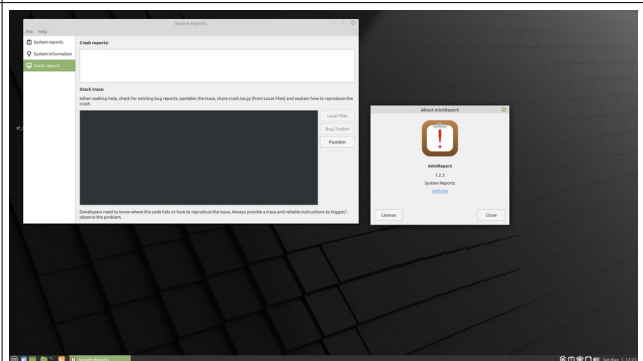 System Reports
File Help
System reports
System information
Crash reports
Crash reports:
Stack trace:
When seeking help, check for existing bug reports, pastebin the trace, share crash.tar.gz (from Local Files) and explain how to reproduce the
crash.
Local Files
Bug Tracker
Pastebin
Developers need to know where the code fails or how to reproduce the issue. Always provide a trace and reliable instructions to trigger/
observe the problem.
About mintReport
mintReport
1.2.3
System Reports
Website
License
Close
System Reports
Sat May